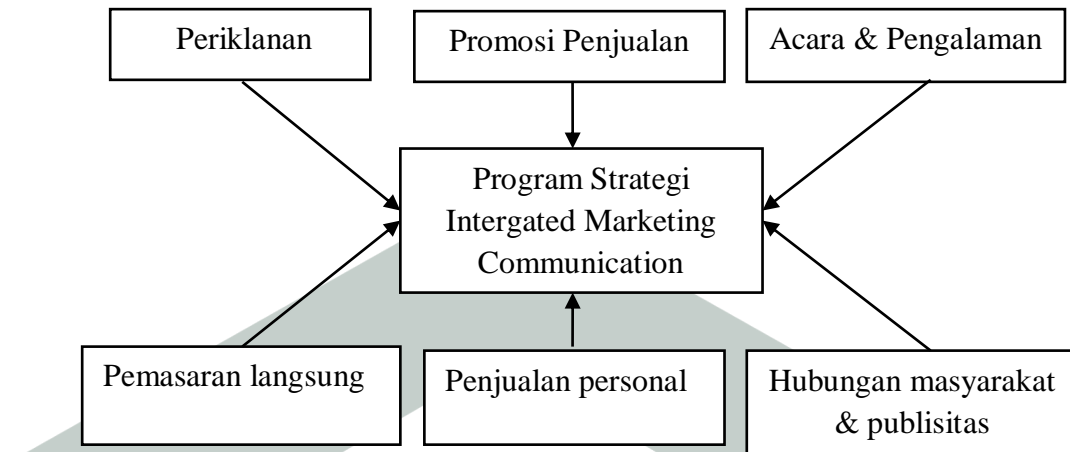 Periklanan
Promosi Penjualan
Acara & Pengalaman
Program Strategi
Intergated Marketing
Communication
Pemasaran langsung
Penjualan personal
Hubungan masyarakat
& publisitas